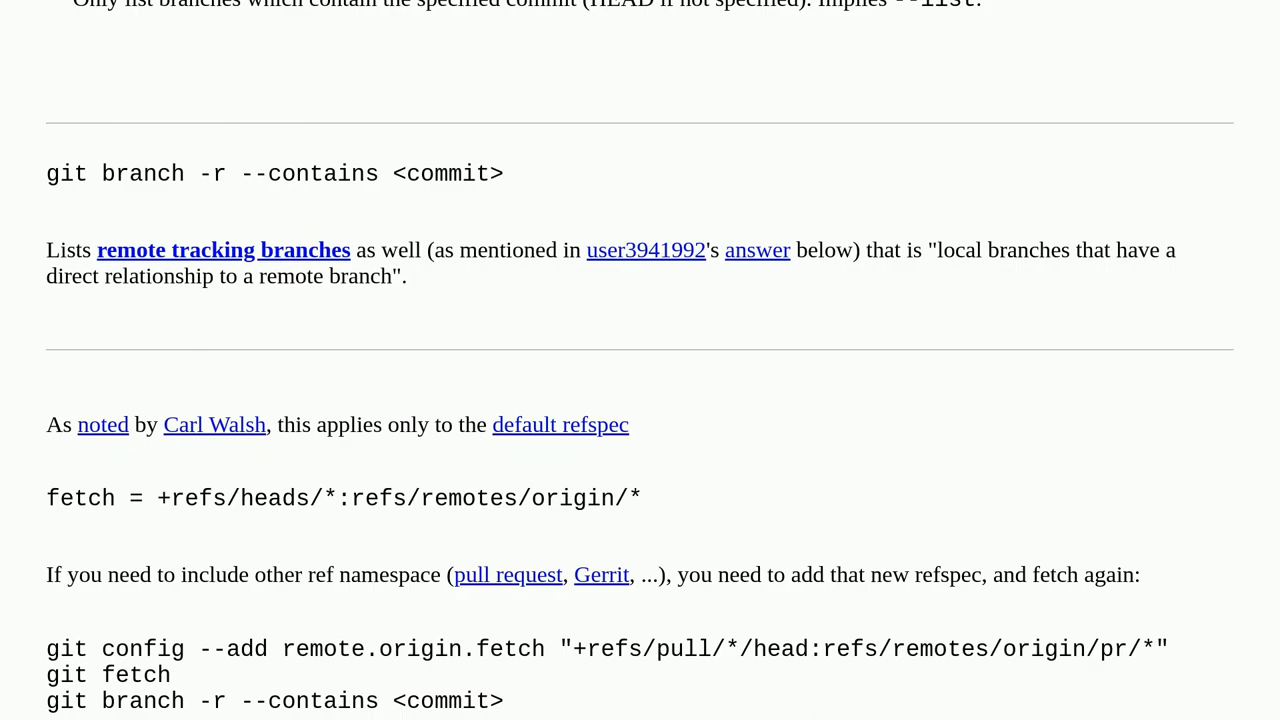 Only list branches which contain the specified commit (HEAD if not specified). Implies --list.
git branch -r --contains <commit>
Lists remote tracking branches as well (as mentioned in user3941992's answer below) that is "local branches that have a
direct relationship to a remote branch".
As noted by Carl Walsh, this applies only to the default refspec
fetch = +refs/heads/*:refs/remotes/origin/*
If you need to include other ref namespace (pull request, Gerrit, ...), you need to add that new refspec, and fetch again:
git config --add remote.origin.fetch "+refs/pull/*/head:refs/remotes/origin/pr/*"
git fetch
git branch -r --contains <commit>